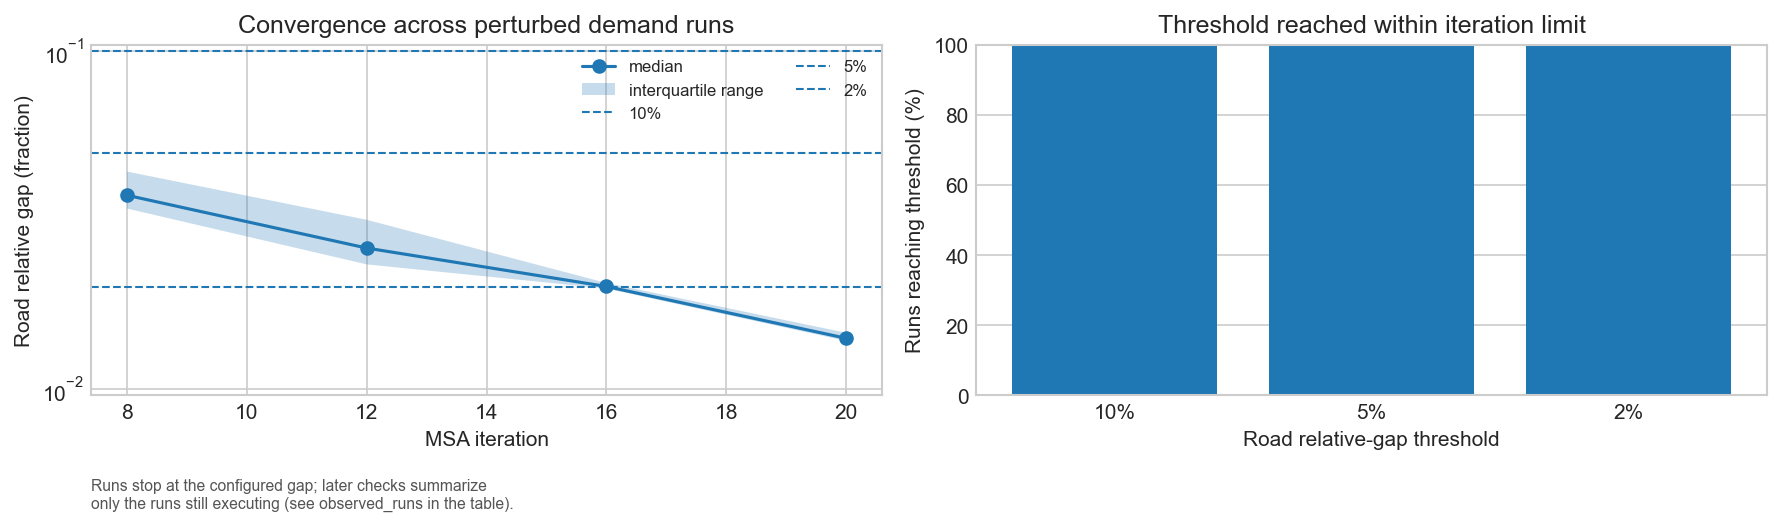 Convergence across perturbed demand runs
10⁻¹
10⁻²
Road relative gap (fraction)
median
interquartile range
10%
5%
2%
8 10 12 14 16 18 20
MSA iteration
Runs stop at the configured gap; later checks summarize
only the runs still executing (see observed_runs in the table).
Threshold reached within iteration limit
100
80
60
40
20
0
Runs reaching threshold (%)
10% 5% 2%
Road relative-gap threshold